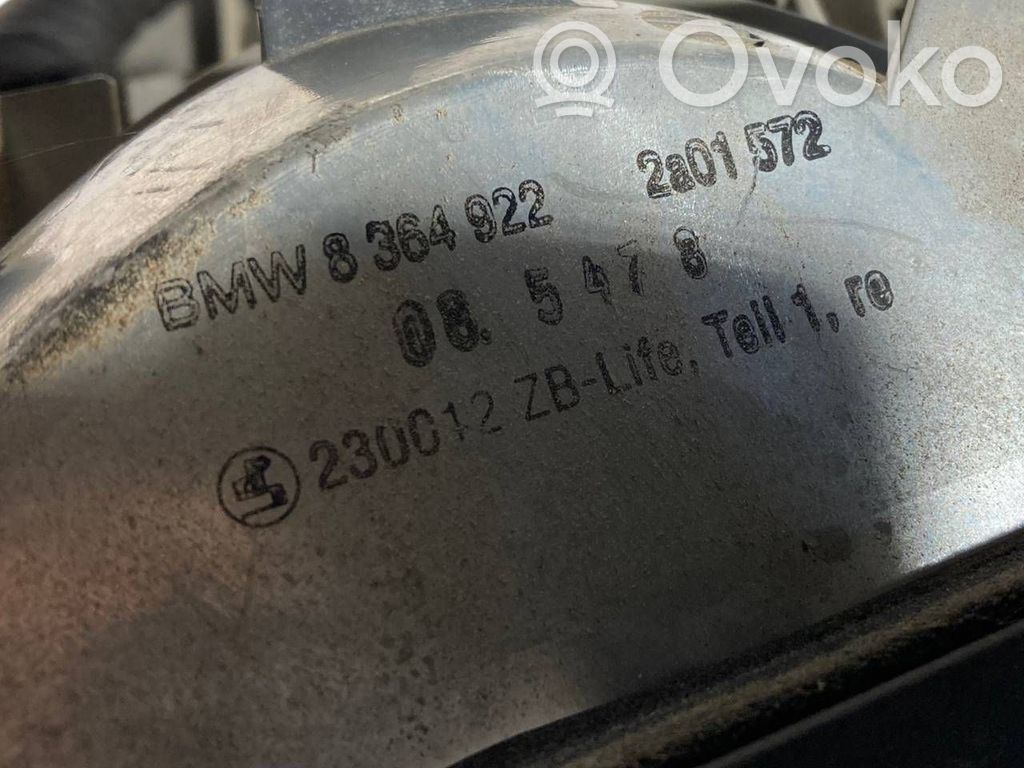 Ovoko
BMW 8 364 922 2a01 572
08. 5 4 7 8
230012 ZB-Life, Teil 1, re